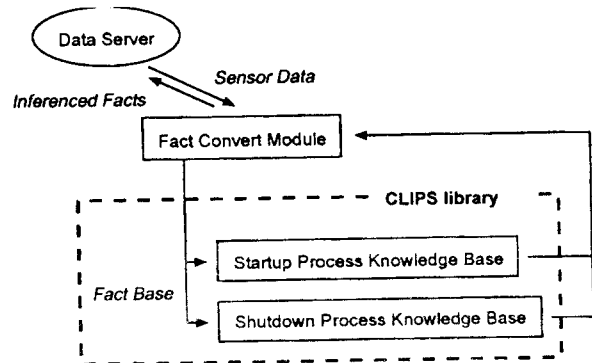 Data Server
Sensor Data
Inferenced Facts
Fact Convert Module
CLIPS library
Startup Process Knowledge Base
Fact Base
Shutdown Process Knowledge Base